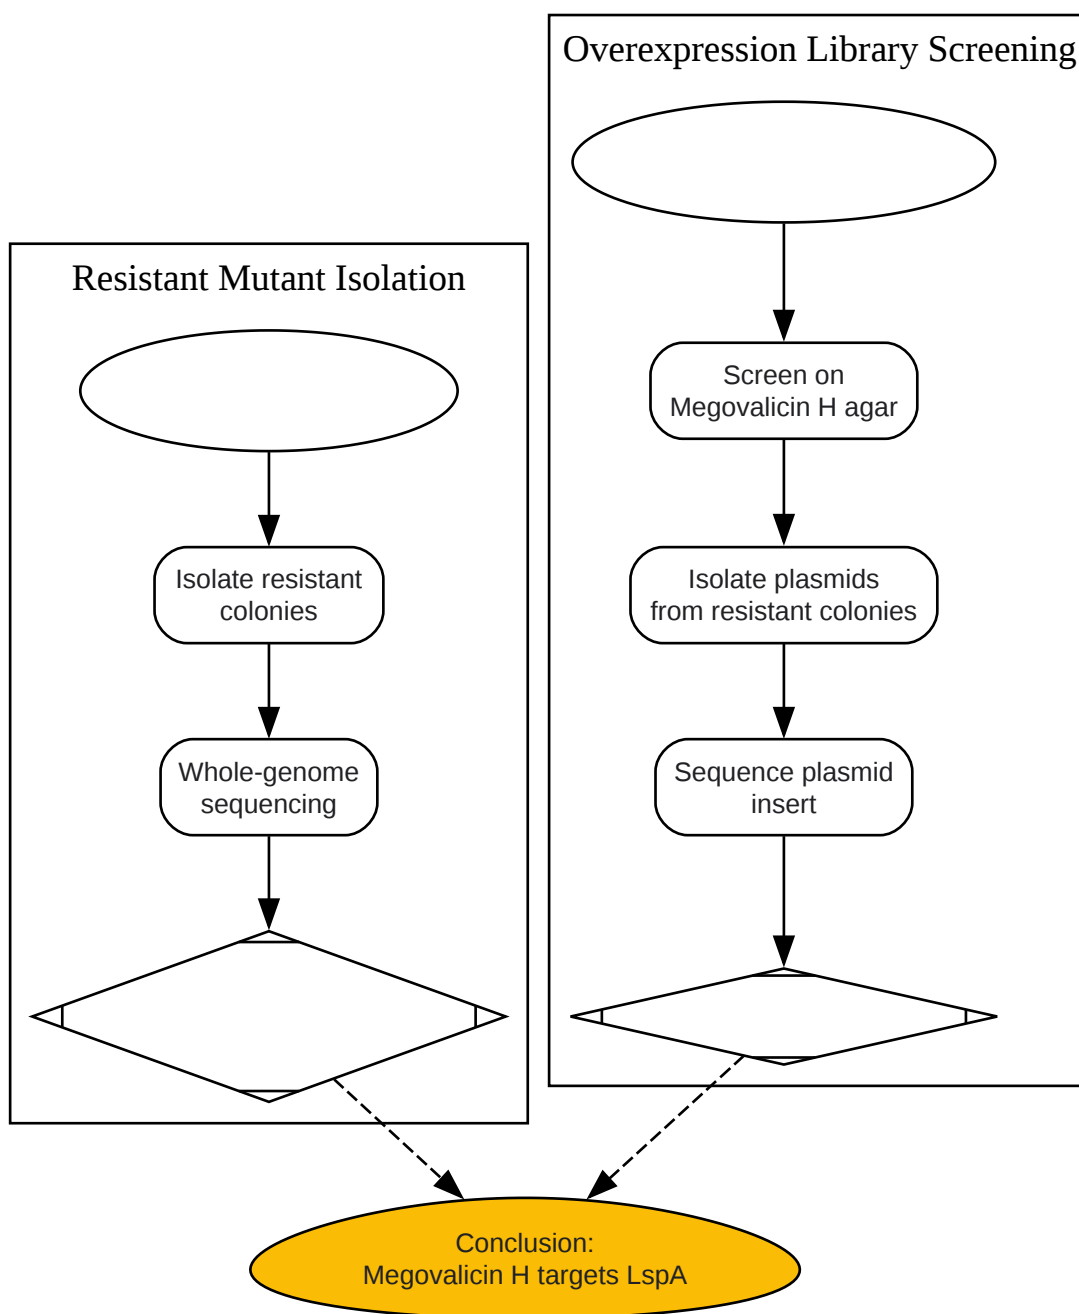 Resistant Mutant Isolation
Isolate resistant
colonies
Whole-genome
sequencing
Overexpression Library Screening
Screen on
Megovalicin H agar
Isolate plasmids
from resistant colonies
Sequence plasmid
insert
Conclusion:
Megovalicin H targets LspA